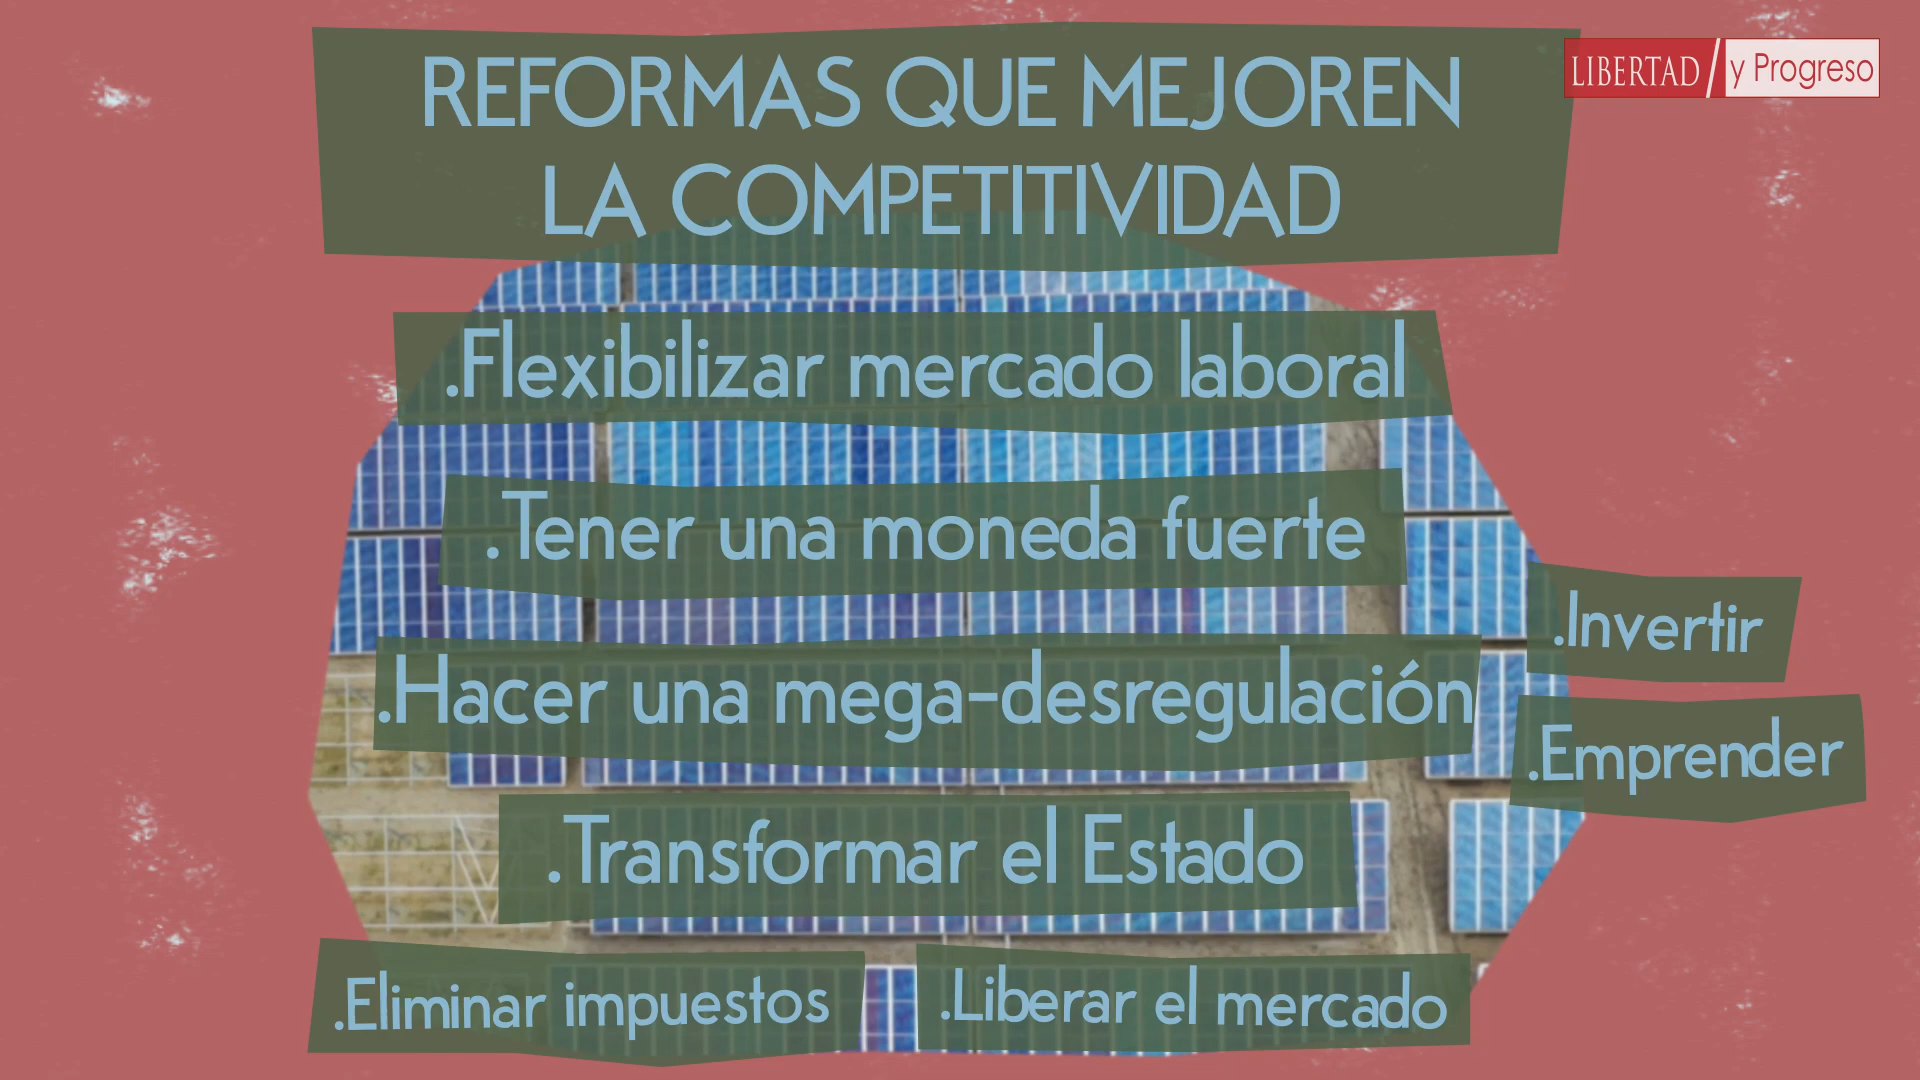 REFORMAS QUE MEJOREN
LA COMPETITIVIDAD
LIBERTAD y Progreso
.Flexibilizar mercado laboral
.Tener una moneda fuerte
.Hacer una mega-desregulación
.Transformar el Estado
.Invertir
.Emprender
.Eliminar impuestos
.Liberar el mercado